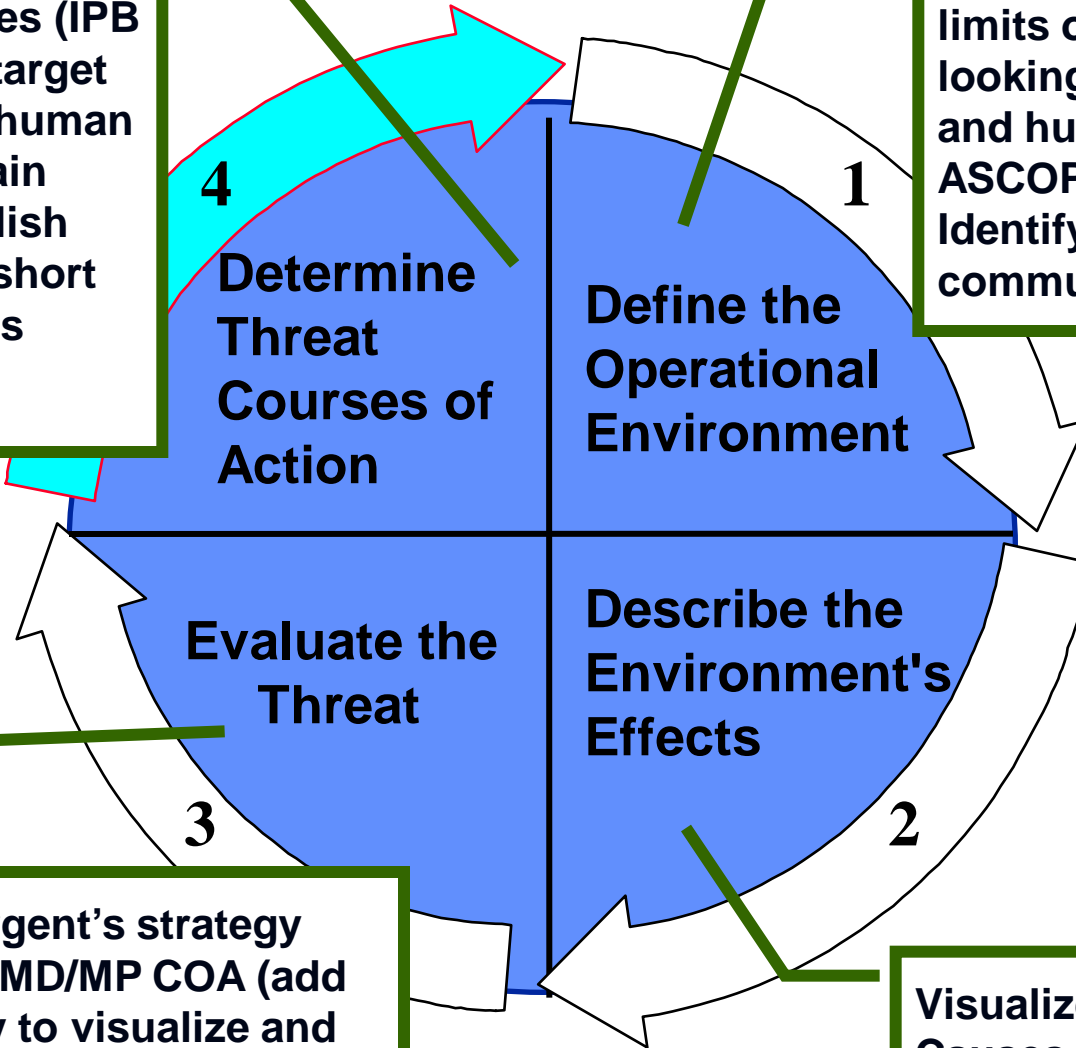 es (IPB
target
human
ain
lish
short
s
limits o
looking
and hu
ASCOP
Identify
commu
4
1
Determine
Threat
Courses of
Action
Define the
Operational
Environment
Evaluate the
Threat
Describe the
Environment's
Effects
3
2
gent’s strategy
MD/MP COA (add
y to visualize and
Visualize